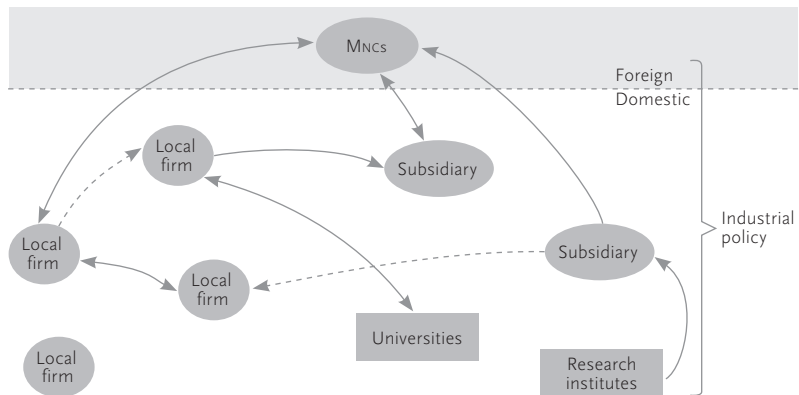 MNCs
Foreign
Domestic
Local
firm
Subsidiary
Industrial
policy
Local
firm
Subsidiary
Local
firm
Universities
Local
firm
Research
institutes